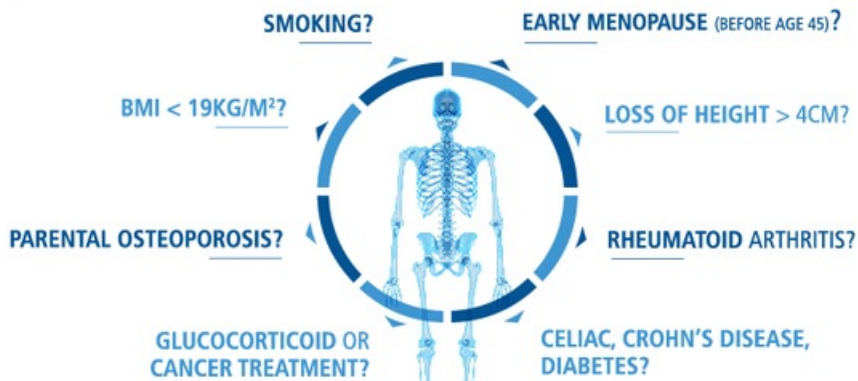 SMOKING?
EARLY MENOPAUSE (BEFORE AGE 45)?
BMI < 19KG/M²?
LOSS OF HEIGHT > 4CM?
PARENTAL OSTEOPOROSIS?
RHEUMATOID ARTHRITIS?
GLUCOCORTICOID OR
CANCER TREATMENT?
CELIAC, CROHN'S DISEASE,
DIABETES?